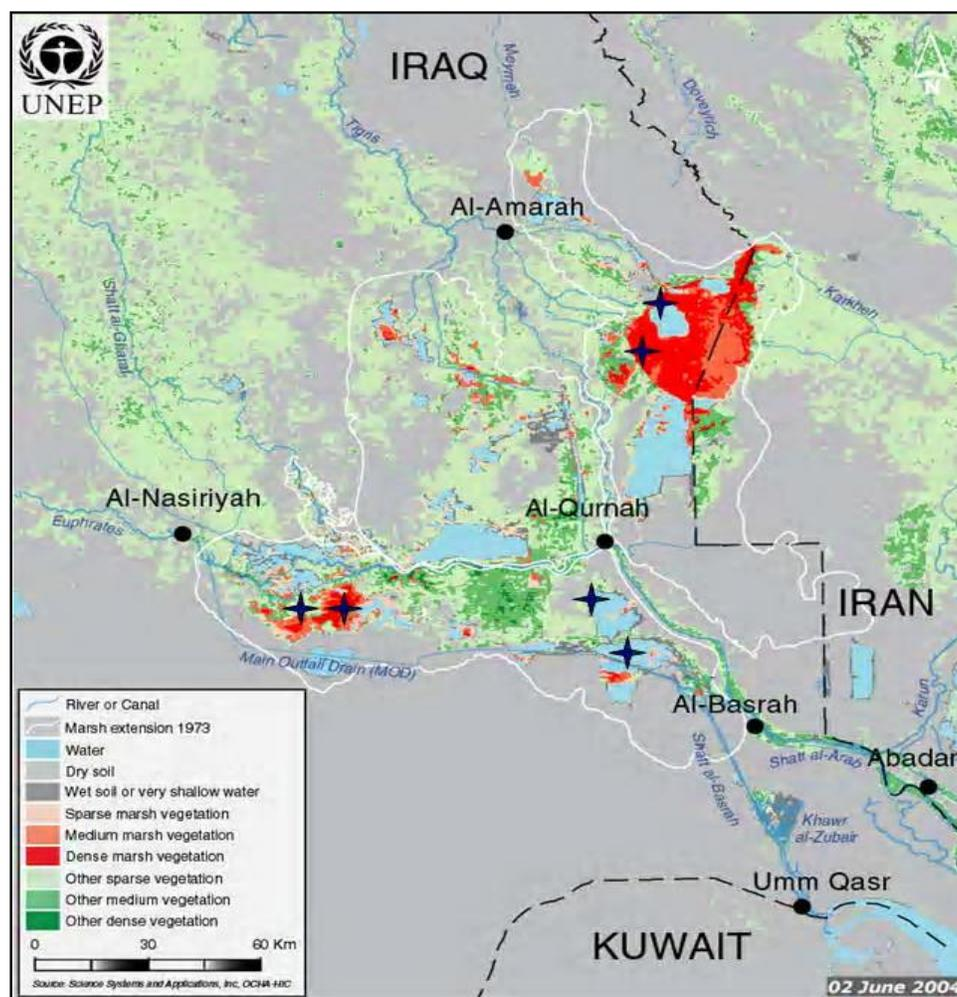 UNEP
IRAQ
Meymeh
Doveyrich
N
Tigris
Al-Amarah
Shatt al-Gharaf
Karkheh
Al-Nasiriyah
Al-Qurnah
Euphrates
IRAN
Main Outfall Drain (MOD)
Al-Basrah
Karun
Shatt al-Arab
Abadan
Shatt al-Basrah
Khawr
al-Zubair
Umm Qasr
KUWAIT
River or Canal
Marsh extension 1973
Water
Dry soil
Wet soil or very shallow water
Sparse marsh vegetation
Medium marsh vegetation
Dense marsh vegetation
Other sparse vegetation
Other medium vegetation
Other dense vegetation
0 30 60 Km
Source: Science Systems and Applications, Inc, OCHA-HIC
02 June 2004